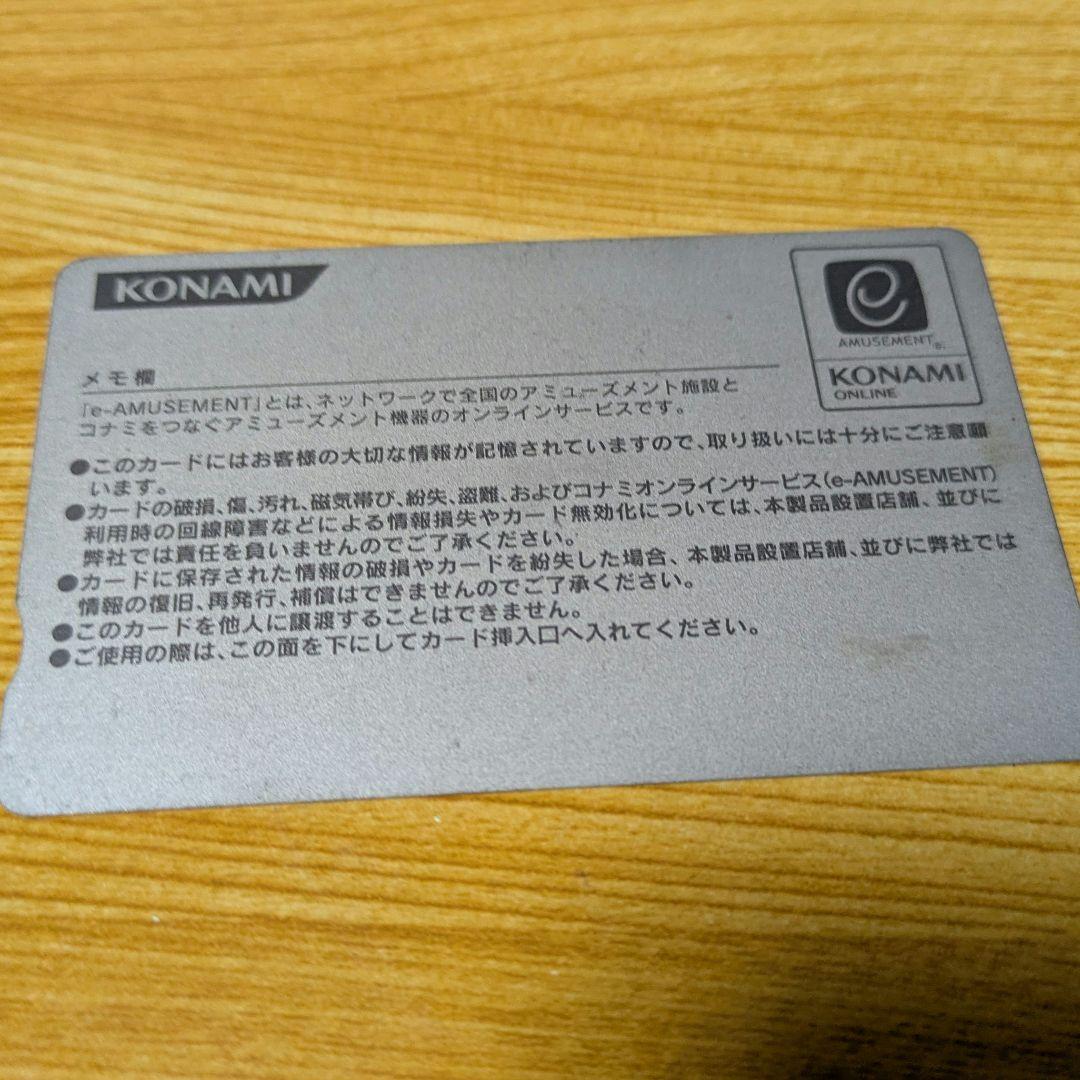 KONAMI
e
AMUSEMENT®
KONAMI
ONLINE
メモ欄
「e-AMUSEMENT」とは、ネットワークで全国のアミューズメント施設と
コナミをつなぐアミューズメント機器のオンラインサービスです。
●このカードにはお客様の大切な情報が記憶されていますので、取り扱いには十分にご注意願
います。
●カードの破損、傷、汚れ、磁気帯び、紛失、盗難、およびコナミオンラインサービス(e-AMUSEMENT)
利用時の回線障害などによる情報損失やカード無効化については、本製品設置店舗、並びに
弊社では責任を負いませんのでご了承ください。
●カードに保存された情報の破損やカードを紛失した場合、本製品設置店舗、並びに弊社では
情報の復旧、再発行、補償はできませんのでご了承ください。
●このカードを他人に譲渡することはできません。
●ご使用の際は、この面を下にしてカード挿入口へ入れてください。